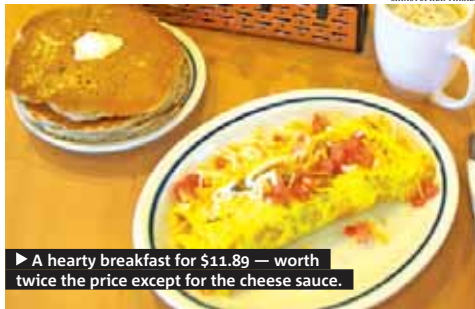 ▶ A hearty breakfast for $11.89 — worth
twice the price except for the cheese sauce.